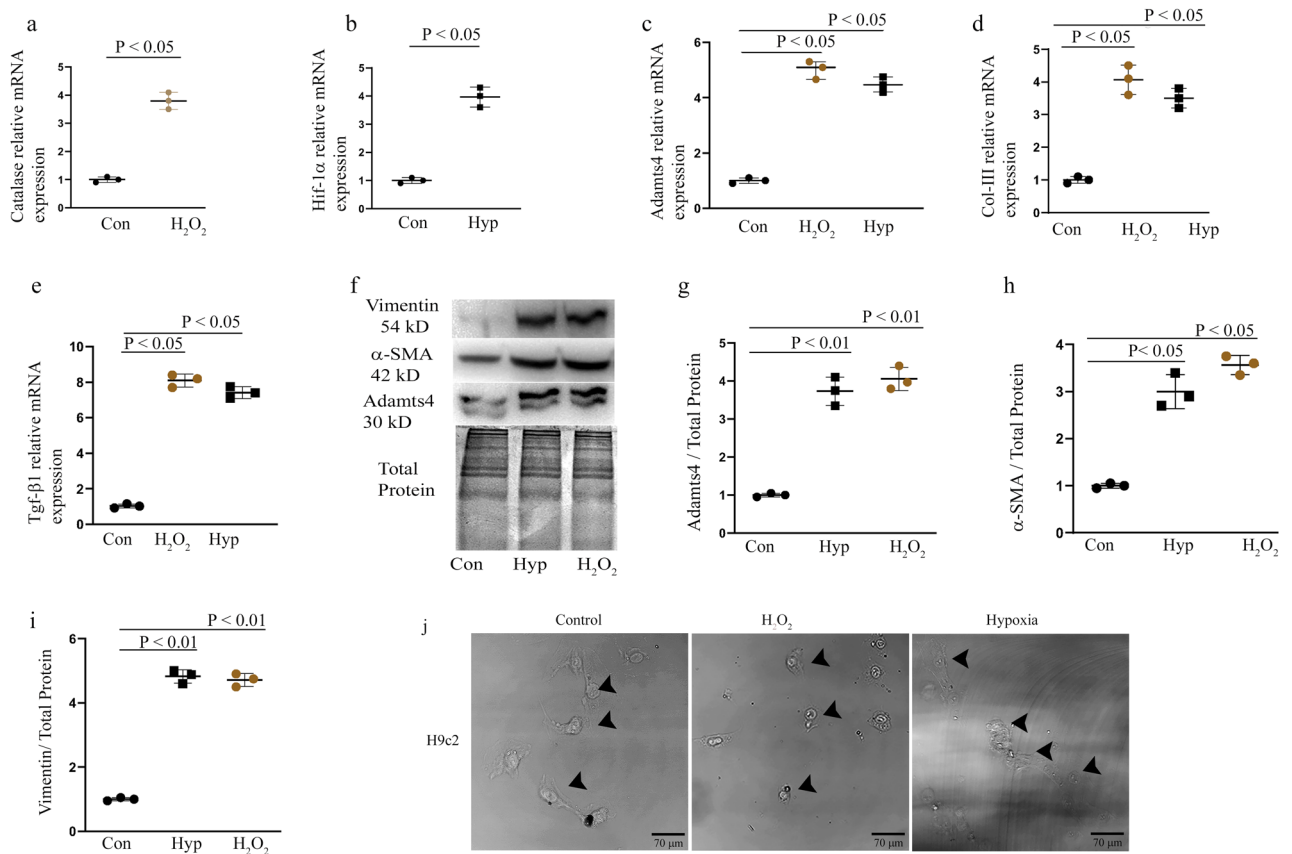 a
P < 0.05
Catalase relative mRNA
expression
5
4
3
2
1
0
Con
H₂O₂
b
P < 0.05
Hif-1α relative mRNA
expression
5
4
3
2
1
0
Con
Hyp
c
P < 0.05
P < 0.05
Adamts4 relative mRNA
expression
6
4
2
0
Con
H₂O₂
Hyp
d
P < 0.05
P < 0.05
Col-III relative mRNA
expression
5
4
3
2
1
0
Con
H₂O₂
Hyp
e
P < 0.05
P < 0.05
Tgf-β1 relative mRNA
expression
10
8
6
4
2
0
Con
H₂O₂
Hyp
f
Vimentin
54 kD
α-SMA
42 kD
Adamts4
30 kD
Total
Protein
Con
Hyp
H₂O₂
g
P < 0.01
P < 0.01
Adamts4 / Total Protein
5
4
3
2
1
0
Con
Hyp
H₂O₂
h
P < 0.05
P < 0.05
α-SMA / Total Protein
4
3
2
1
0
Con
Hyp
H₂O₂
i
P < 0.01
P < 0.01
Vimentin/ Total Protein
6
4
2
0
Con
Hyp
H₂O₂
j
Control
H₂O₂
Hypoxia
H9c2
70 μm
70 μm
70 μm